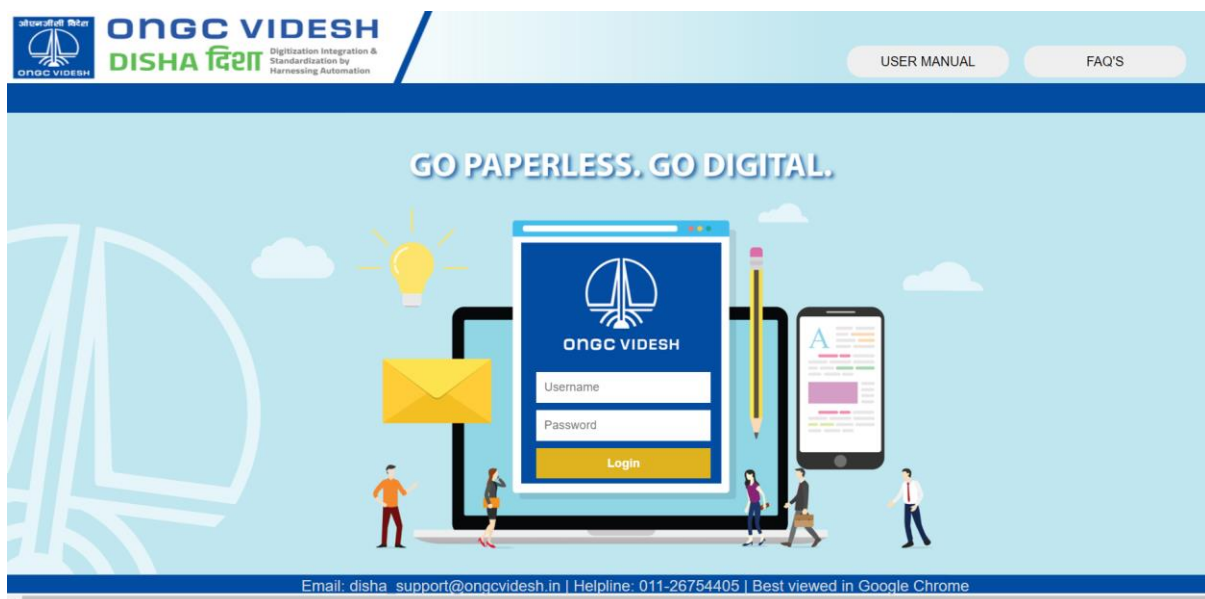 ओएनजीसी विदेश
ONGC VIDESH
ONGC VIDESH
DISHA दिशा
Digitization Integration &
Standardization by
Harnessing Automation
USER MANUAL
FAQ'S
GO PAPERLESS. GO DIGITAL.
ONGC VIDESH
Username
Password
Login
A
Email: disha_support@ongcvidesh.in | Helpline: 011-26754405 | Best viewed in Google Chrome